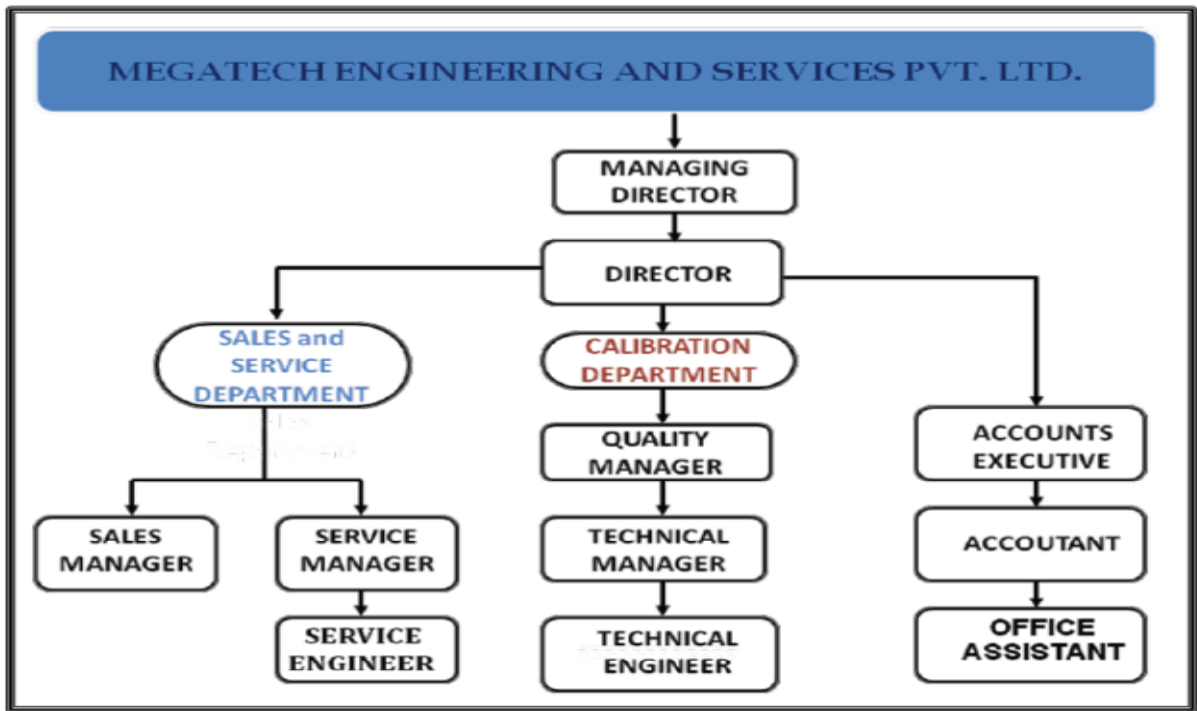 MEGATECH ENGINEERING AND SERVICES PVT. LTD.
MANAGING
DIRECTOR
DIRECTOR
SALES and
SERVICE
DEPARTMENT
CALIBRATION
DEPARTMENT
QUALITY
MANAGER
ACCOUNTS
EXECUTIVE
SALES
MANAGER
SERVICE
MANAGER
TECHNICAL
MANAGER
ACCOUTANT
SERVICE
ENGINEER
TECHNICAL
ENGINEER
OFFICE
ASSISTANT